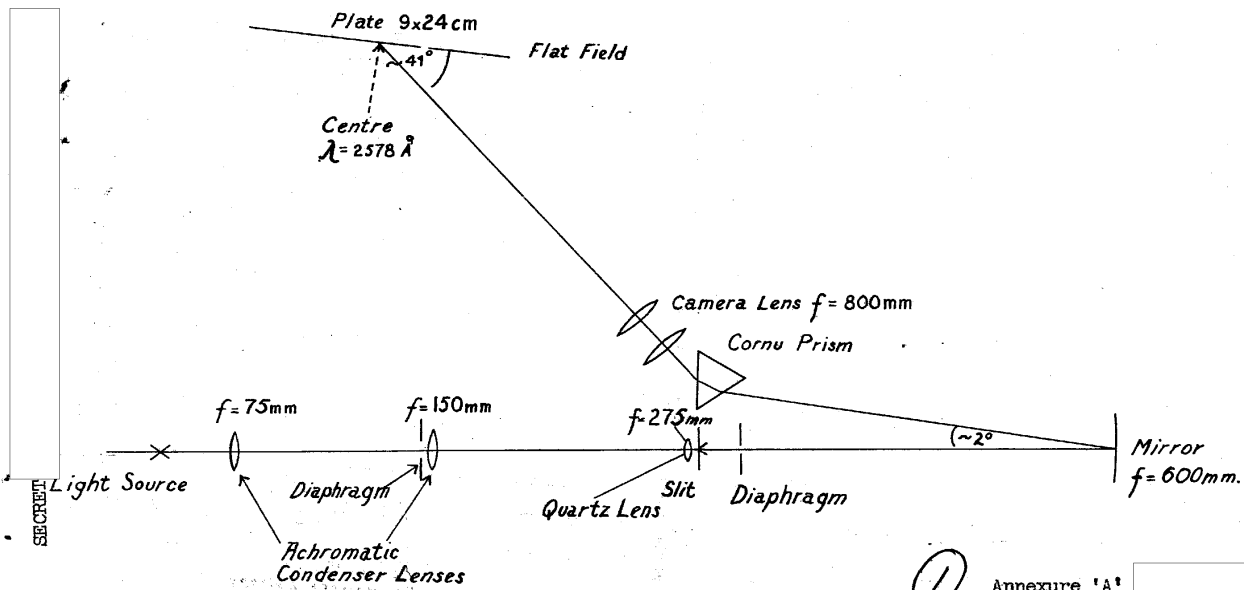 Plate 9x24cm
Flat Field
~41°
Centre
λ = 2578 Å
Camera Lens f = 800mm
Cornu Prism
f = 75mm
f = 150mm
f = 275mm
~2°
Mirror
f = 600mm.
Light Source
Diaphragm
Slit
Diaphragm
Quartz Lens
Achromatic
Condenser Lenses
SECRET
1
Annexure 'A'